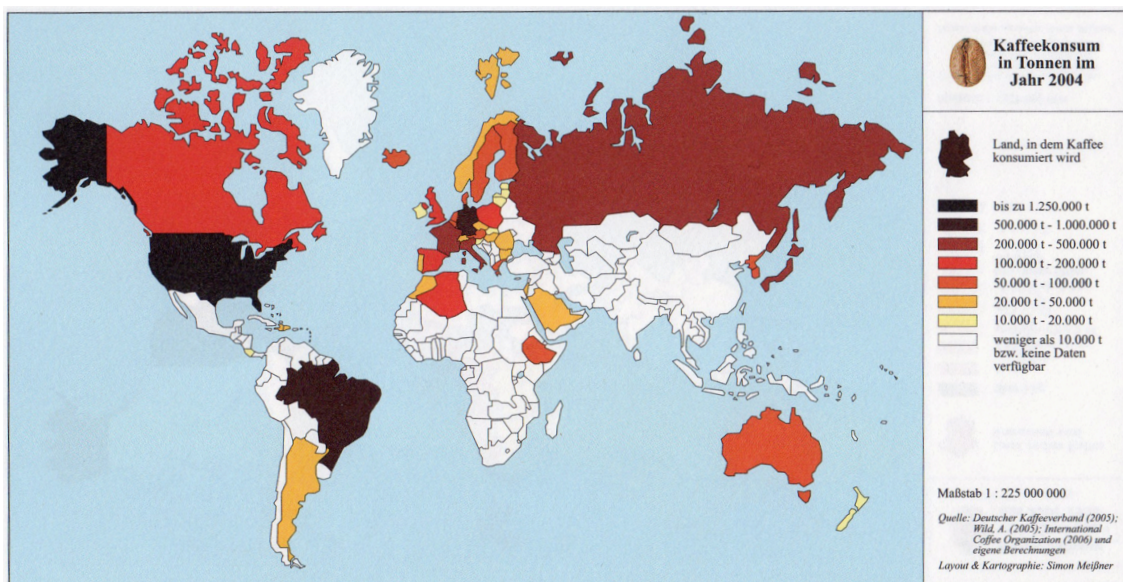 Kaffeekonsum
in Tonnen im
Jahr 2004
Land, in dem Kaffee
konsumiert wird
bis zu 1.250.000 t
500.000 t - 1.000.000 t
200.000 t - 500.000 t
100.000 t - 200.000 t
50.000 t - 100.000 t
20.000 t - 50.000 t
10.000 t - 20.000 t
weniger als 10.000 t
bzw. keine Daten
verfügbar
Maßstab 1 : 225 000 000
Quelle: Deutscher Kaffeeverband (2005);
Wild, A. (2005); International
Coffee Organization (2006) und
eigene Berechnungen
Layout & Kartographie: Simon Meißner